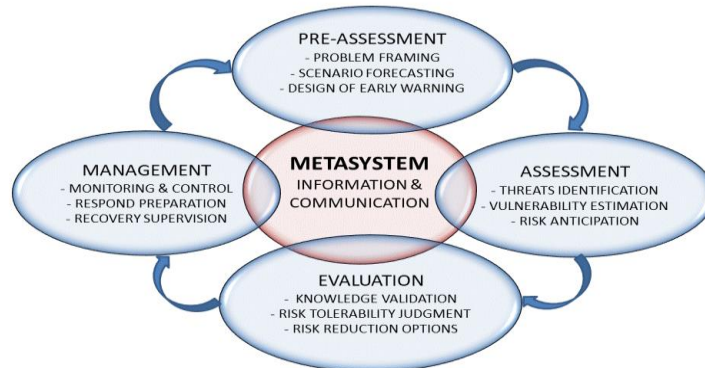 PRE-ASSESSMENT
- PROBLEM FRAMING
- SCENARIO FORECASTING
- DESIGN OF EARLY WARNING
MANAGEMENT
- MONITORING & CONTROL
- RESPOND PREPARATION
- RECOVERY SUPERVISION
METASYSTEM
INFORMATION &
COMMUNICATION
ASSESSMENT
- THREATS IDENTIFICATION
- VULNERABILITY ESTIMATION
- RISK ANTICIPATION
EVALUATION
- KNOWLEDGE VALIDATION
- RISK TOLERABILITY JUDGMENT
- RISK REDUCTION OPTIONS